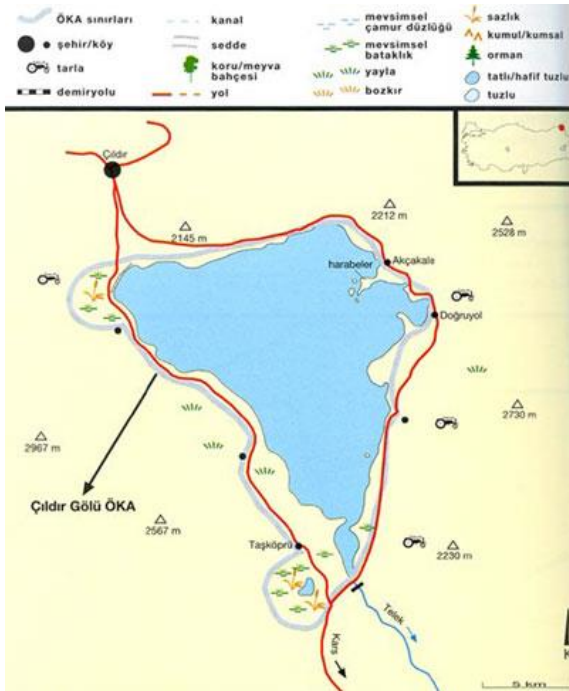 ÖKA sınırları
şehir/köy
tarla
demiryolu
kanal
sedde
koru/meyva
bahçesi
yol
mevsimsel
çamur düzlüğü
mevsimsel
bataklık
yayla
bozkır
sazlık
kumul/kumsal
orman
tatlı/hafif tuzlu
tuzlu
Çıldır
2145 m
2212 m
2528 m
harabeler
Akçakale
Doğruyol
2730 m
2967 m
Çıldır Gölü ÖKA
2567 m
Taşköprü
2230 m
Telek
Kars
K
5 km